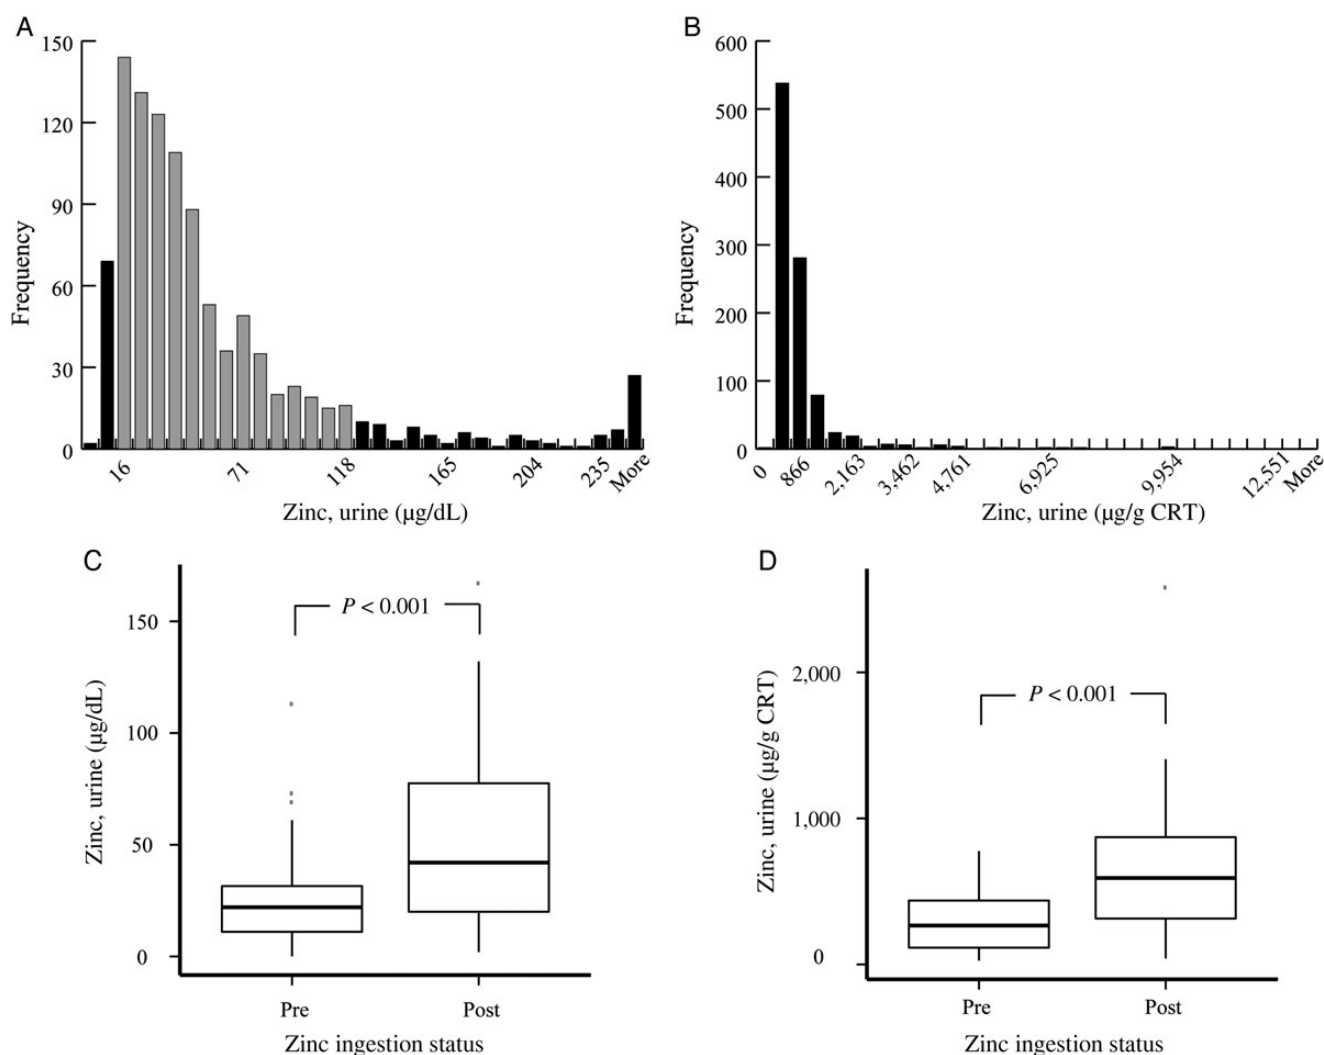 A
Frequency
150
120
90
60
30
0
16
71
118
165
204
235
More
Zinc, urine (µg/dL)
B
Frequency
600
500
400
300
200
100
0
0
866
2,163
3,462
4,761
6,925
9,954
12,551
More
Zinc, urine (µg/g CRT)
C
Zinc, urine (µg/dL)
150
100
50
0
P < 0.001
Pre
Post
Zinc ingestion status
D
Zinc, urine (µg/g CRT)
2,000
1,000
0
P < 0.001
Pre
Post
Zinc ingestion status